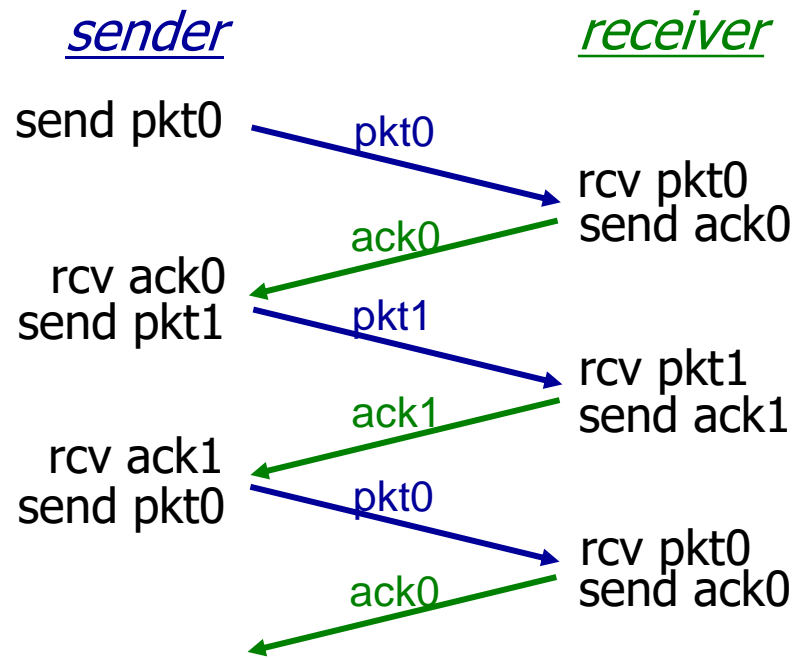 sender
receiver
send pkt0
pkt0
rcv pkt0
send ack0
ack0
rcv ack0
send pkt1
pkt1
rcv pkt1
send ack1
ack1
rcv ack1
send pkt0
pkt0
rcv pkt0
send ack0
ack0